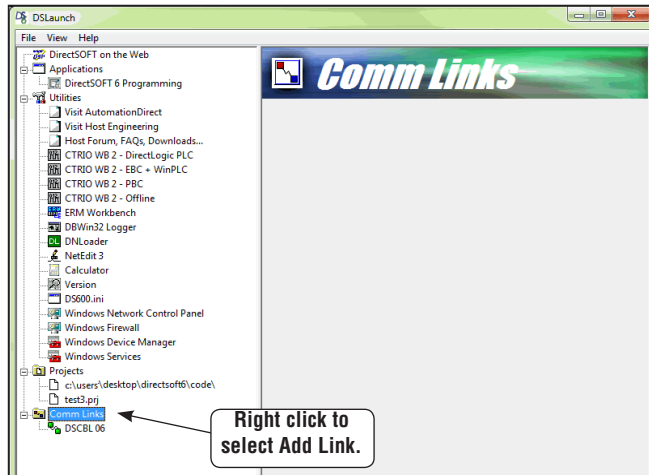 DSLaunch
File View Help
DirectSOFT on the Web
Applications
DirectSOFT 6 Programming
Utilities
Visit AutomationDirect
Visit Host Engineering
Host Forum, FAQs, Downloads...
CTRIO WB 2 - DirectLogic PLC
CTRIO WB 2 - EBC + WinPLC
CTRIO WB 2 - PBC
CTRIO WB 2 - Offline
ERM Workbench
DBWin32 Logger
DNLoader
NetEdit 3
Calculator
Version
DS600.ini
Windows Network Control Panel
Windows Firewall
Windows Device Manager
Windows Services
Projects
c:\users\desktop\directsoft6\code\
test3.prj
Comm Links
DSCBL 06
Comm Links
Right click to
select Add Link.